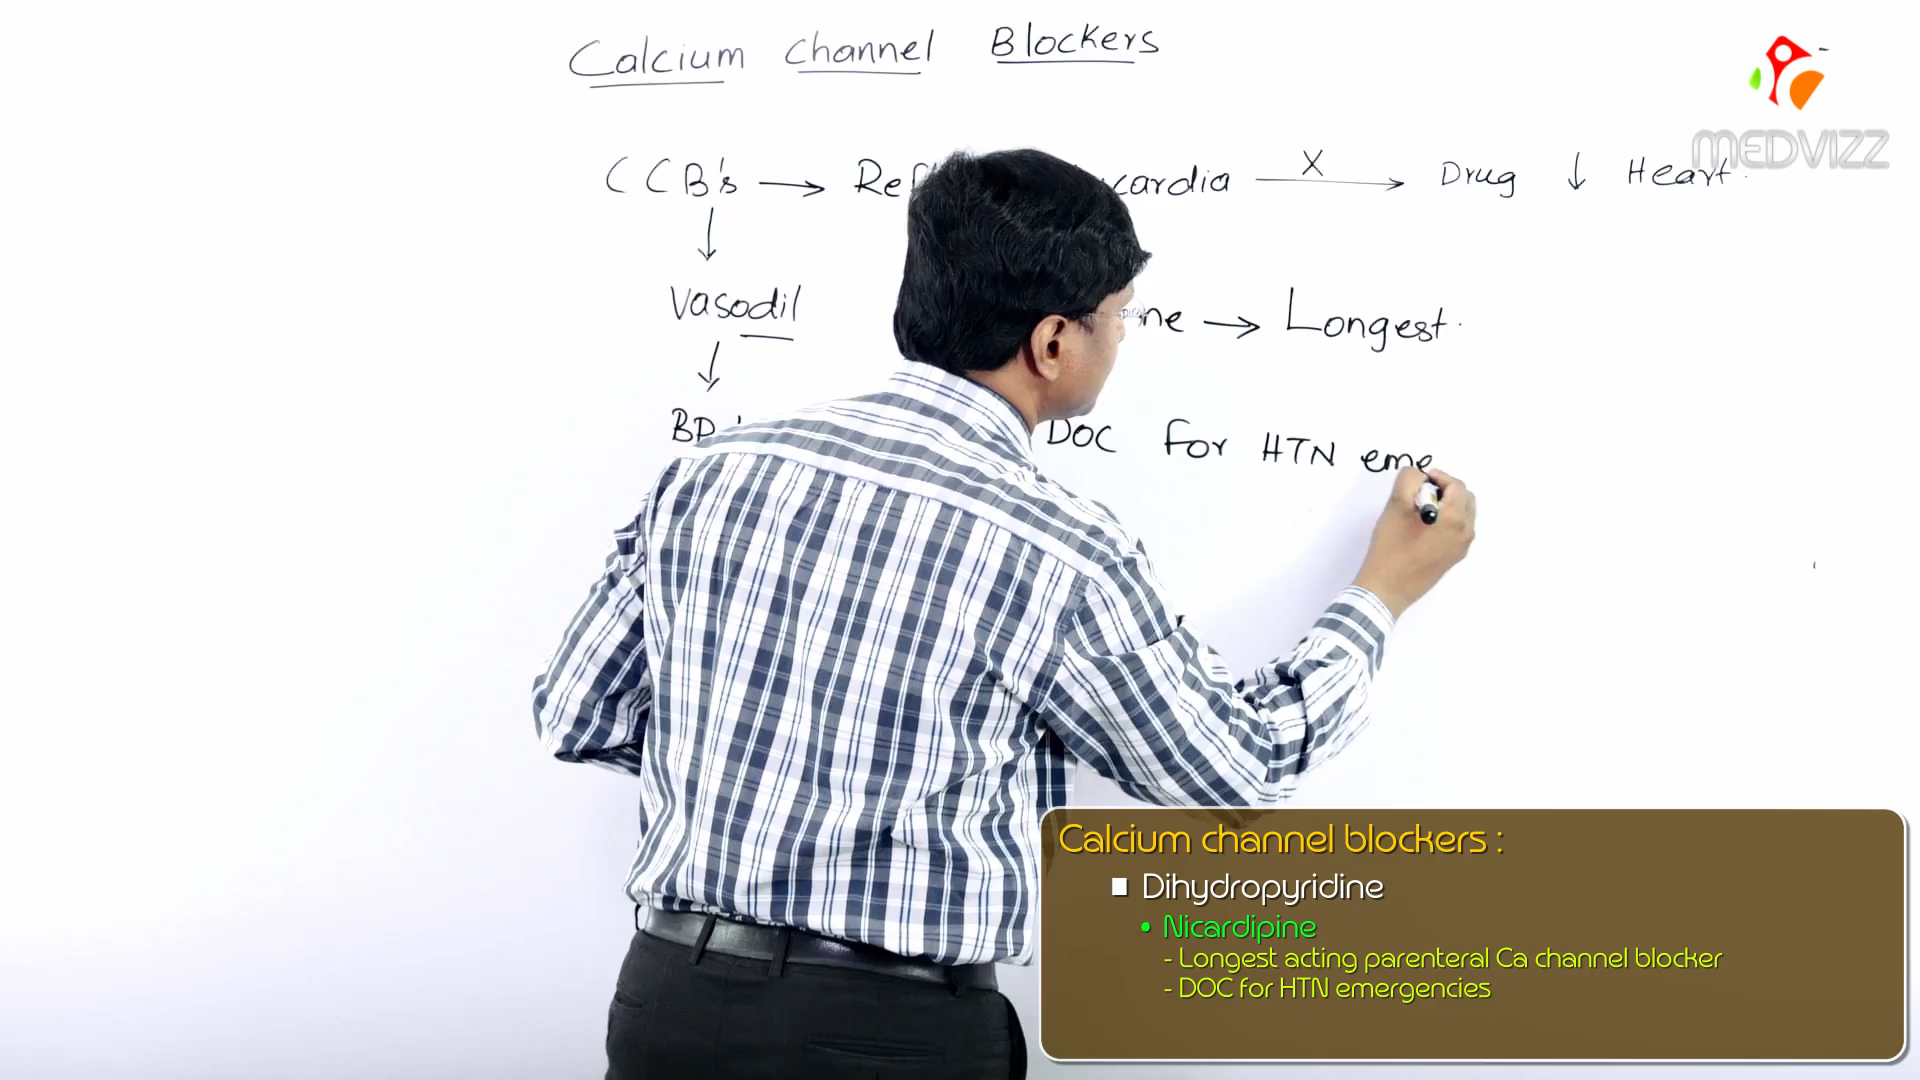 Calcium Channel Blockers
MEDVIZZ
CCB's → Ref cardia X → Drug ↓ Heart
Vasodil ne → Longest
BP DOC for HTN eme
Calcium channel blockers :
■ Dihydropyridine
• Nicardipine
- Longest acting parenteral Ca channel blocker
- DOC for HTN emergencies